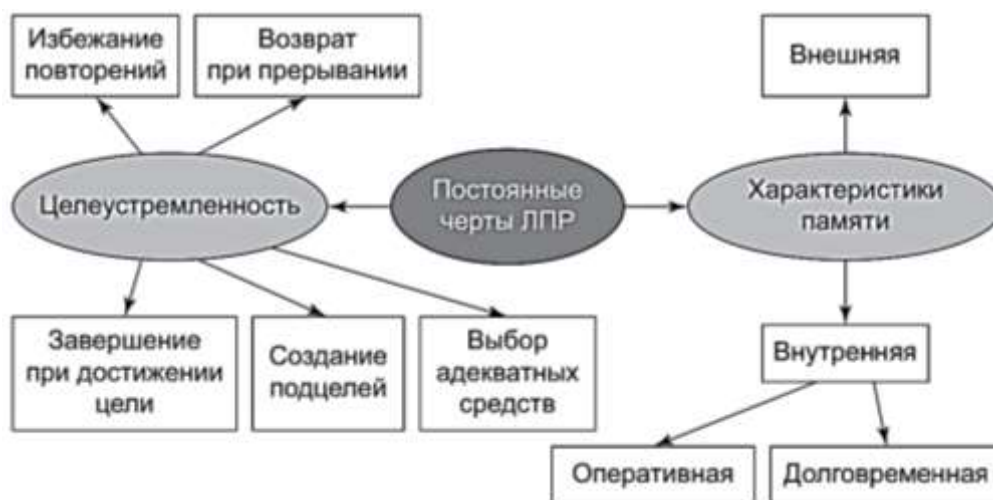 Избежание
повторений
Возврат
при прерывании
Внешняя
Целеустремленность
Постоянные
черты ЛПР
Характеристики
памяти
Завершение
при достижении
цели
Создание
подцелей
Выбор
адекватных
средств
Внутренняя
Оперативная
Долговременная